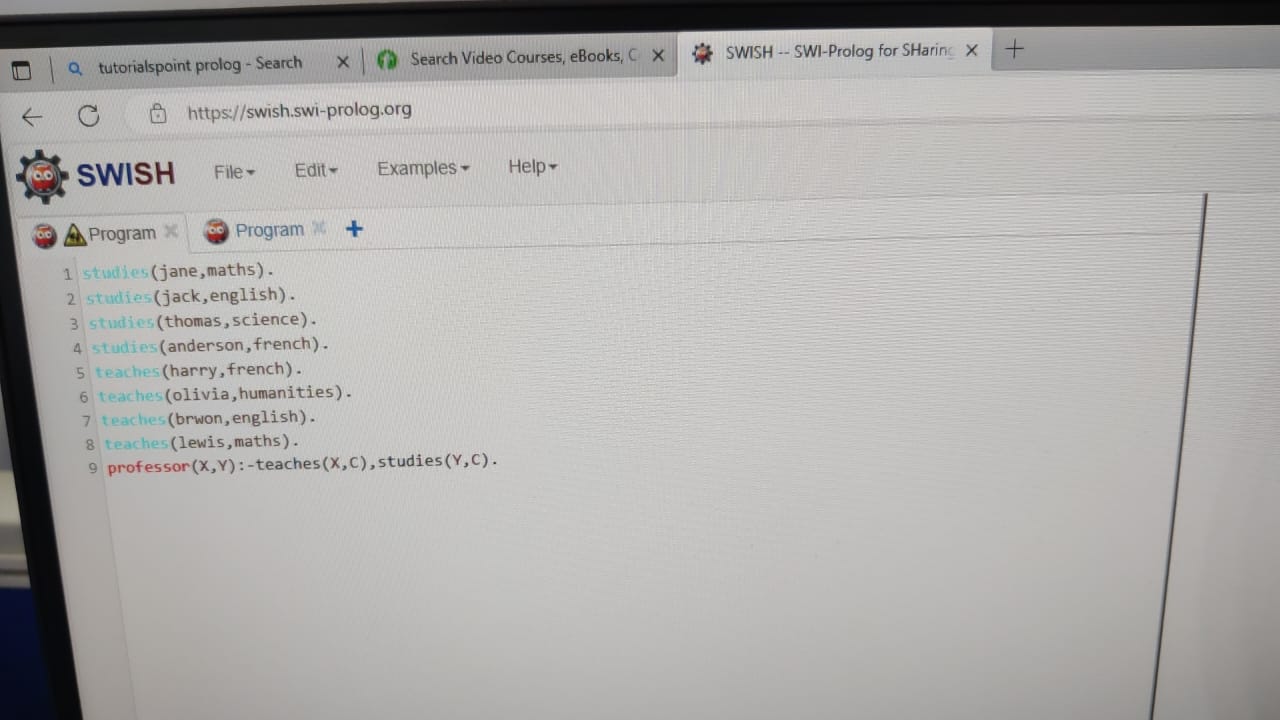 tutorialspoint prolog - Search
Search Video Courses, eBooks, C
SWISH -- SWI-Prolog for SHaring
https://swish.swi-prolog.org
SWISH File Edit Examples Help
Program Program +
1 studies(jane,maths).
2 studies(jack,english).
3 studies(thomas,science).
4 studies(anderson,french).
5 teaches(harry,french).
6 teaches(olivia,humanities).
7 teaches(brwon,english).
8 teaches(lewis,maths).
9 professor(X,Y):-teaches(X,C),studies(Y,C).